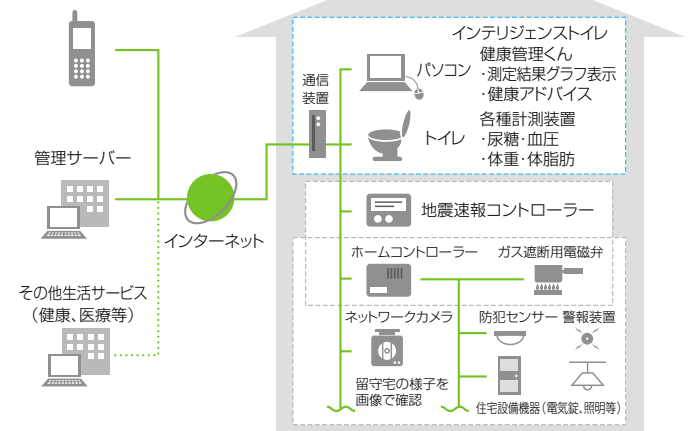 インテリジェンストイレ
健康管理くん
・測定結果グラフ表示
・健康アドバイス
パソコン
通信
装置
各種計測装置
・尿糖・血圧
・体重・体脂肪
トイレ
管理サーバー
インターネット
地震速報コントローラー
ホームコントローラー
ガス遮断用電磁弁
その他生活サービス
（健康、医療等）
ネットワークカメラ
防犯センサー
警報装置
留守宅の様子を
画像で確認
住宅設備機器（電気錠、照明等）